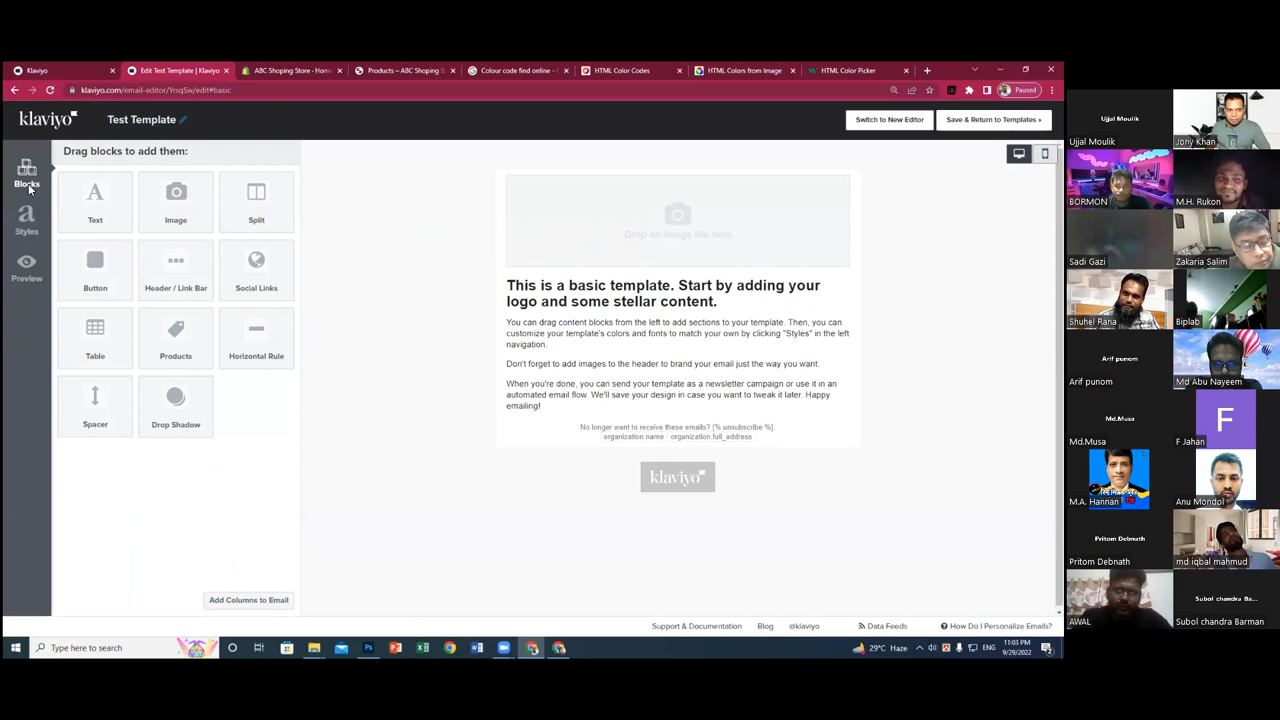 Klaviyo
Edit Test Template | Klaviyo
ABC Shoping Store - Hom
Products – ABC Shoping S
Colour code find online -
HTML Color Codes
HTML Colors from Image
HTML Color Picker
klaviyo.com/email-editor/YrsqSw/edit#basic
Paused
klaviyo
Test Template
Switch to New Editor
Save & Return to Templates »
Blocks
Styles
Preview
Drag blocks to add them:
Text
Image
Split
Button
Header / Link Bar
Social Links
Table
Products
Horizontal Rule
Spacer
Drop Shadow
Add Columns to Email
Drop an image file here
This is a basic template. Start by adding your
logo and some stellar content.
You can drag content blocks from the left to add sections to your template. Then, you can
customize your template's colors and fonts to match your own by clicking "Styles" in the left
navigation.
Don't forget to add images to the header to brand your email just the way you want.
When you're done, you can send your template as a newsletter campaign or use it in an
automated email flow. We'll save your design in case you want to tweak it later. Happy
emailing!
No longer want to receive these emails? {% unsubscribe %}
organization.name organization.full_address
klaviyo
Support & Documentation
Blog
@klaviyo
Data Feeds
How Do I Personalize Emails?
Type here to search
29°C Haze
ENG
11:03 PM
9/29/2022
Ujjal Moulik
Ujjal Moulik
Jony Khan
BORMON
M.H. Rukon
Sadi Gazi
Zakaria Salim
Shuhel Rana
Biplab
Arif punom
Arif punom
Md Abu Nayeem
Md.Musa
Md.Musa
F
F Jahan
M.A. Hannan
Anu Mondol
Pritom Debnath
Pritom Debnath
md iqbal mahmud
AWAL
Subol chandra Ba...
Subol chandra Barman